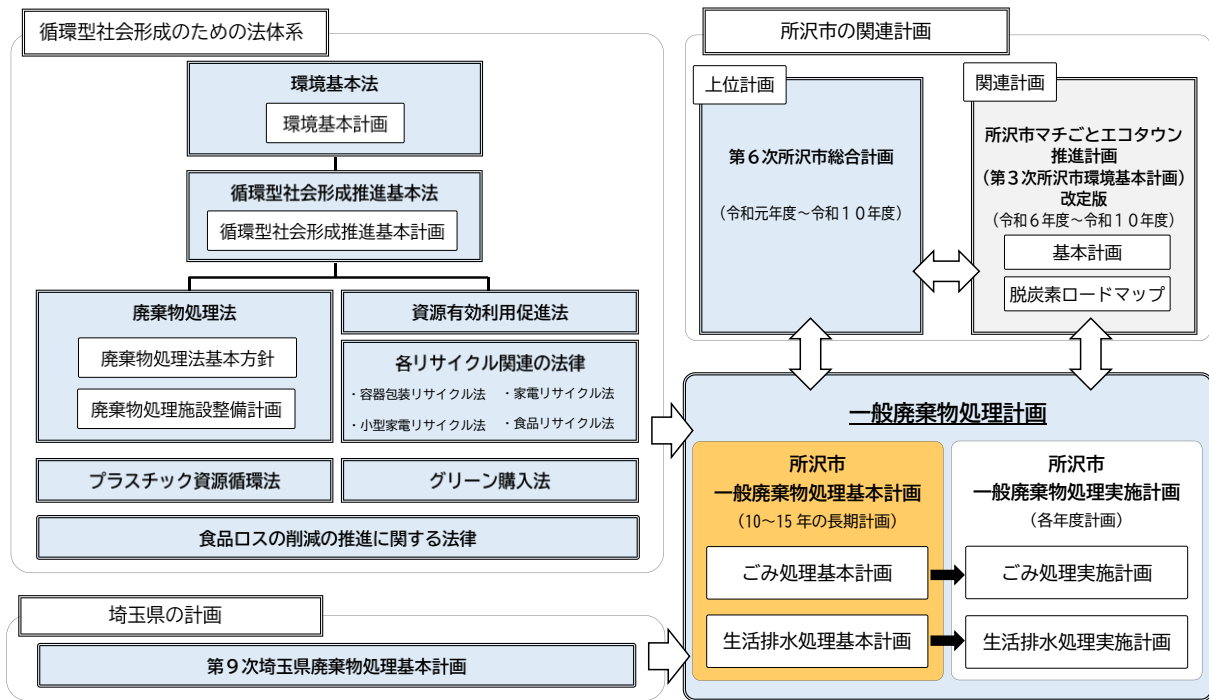 循環型社会形成のための法体系
環境基本法
環境基本計画
循環型社会形成推進基本法
循環型社会形成推進基本計画
廃棄物処理法
廃棄物処理法基本方針
廃棄物処理施設整備計画
資源有効利用促進法
各リサイクル関連の法律
・容器包装リサイクル法 ・家電リサイクル法
・小型家電リサイクル法 ・食品リサイクル法
プラスチック資源循環法
グリーン購入法
食品ロスの削減の推進に関する法律
埼玉県の計画
第９次埼玉県廃棄物処理基本計画
所沢市の関連計画
上位計画
第６次所沢市総合計画
（令和元年度～令和１０年度）
関連計画
所沢市マチごとエコタウン
推進計画
（第３次所沢市環境基本計画）
改定版
（令和６年度～令和１０年度）
基本計画
脱炭素ロードマップ
一般廃棄物処理計画
所沢市
一般廃棄物処理基本計画
（10～15 年の長期計画）
ごみ処理基本計画
生活排水処理基本計画
所沢市
一般廃棄物処理実施計画
（各年度計画）
ごみ処理実施計画
生活排水処理実施計画